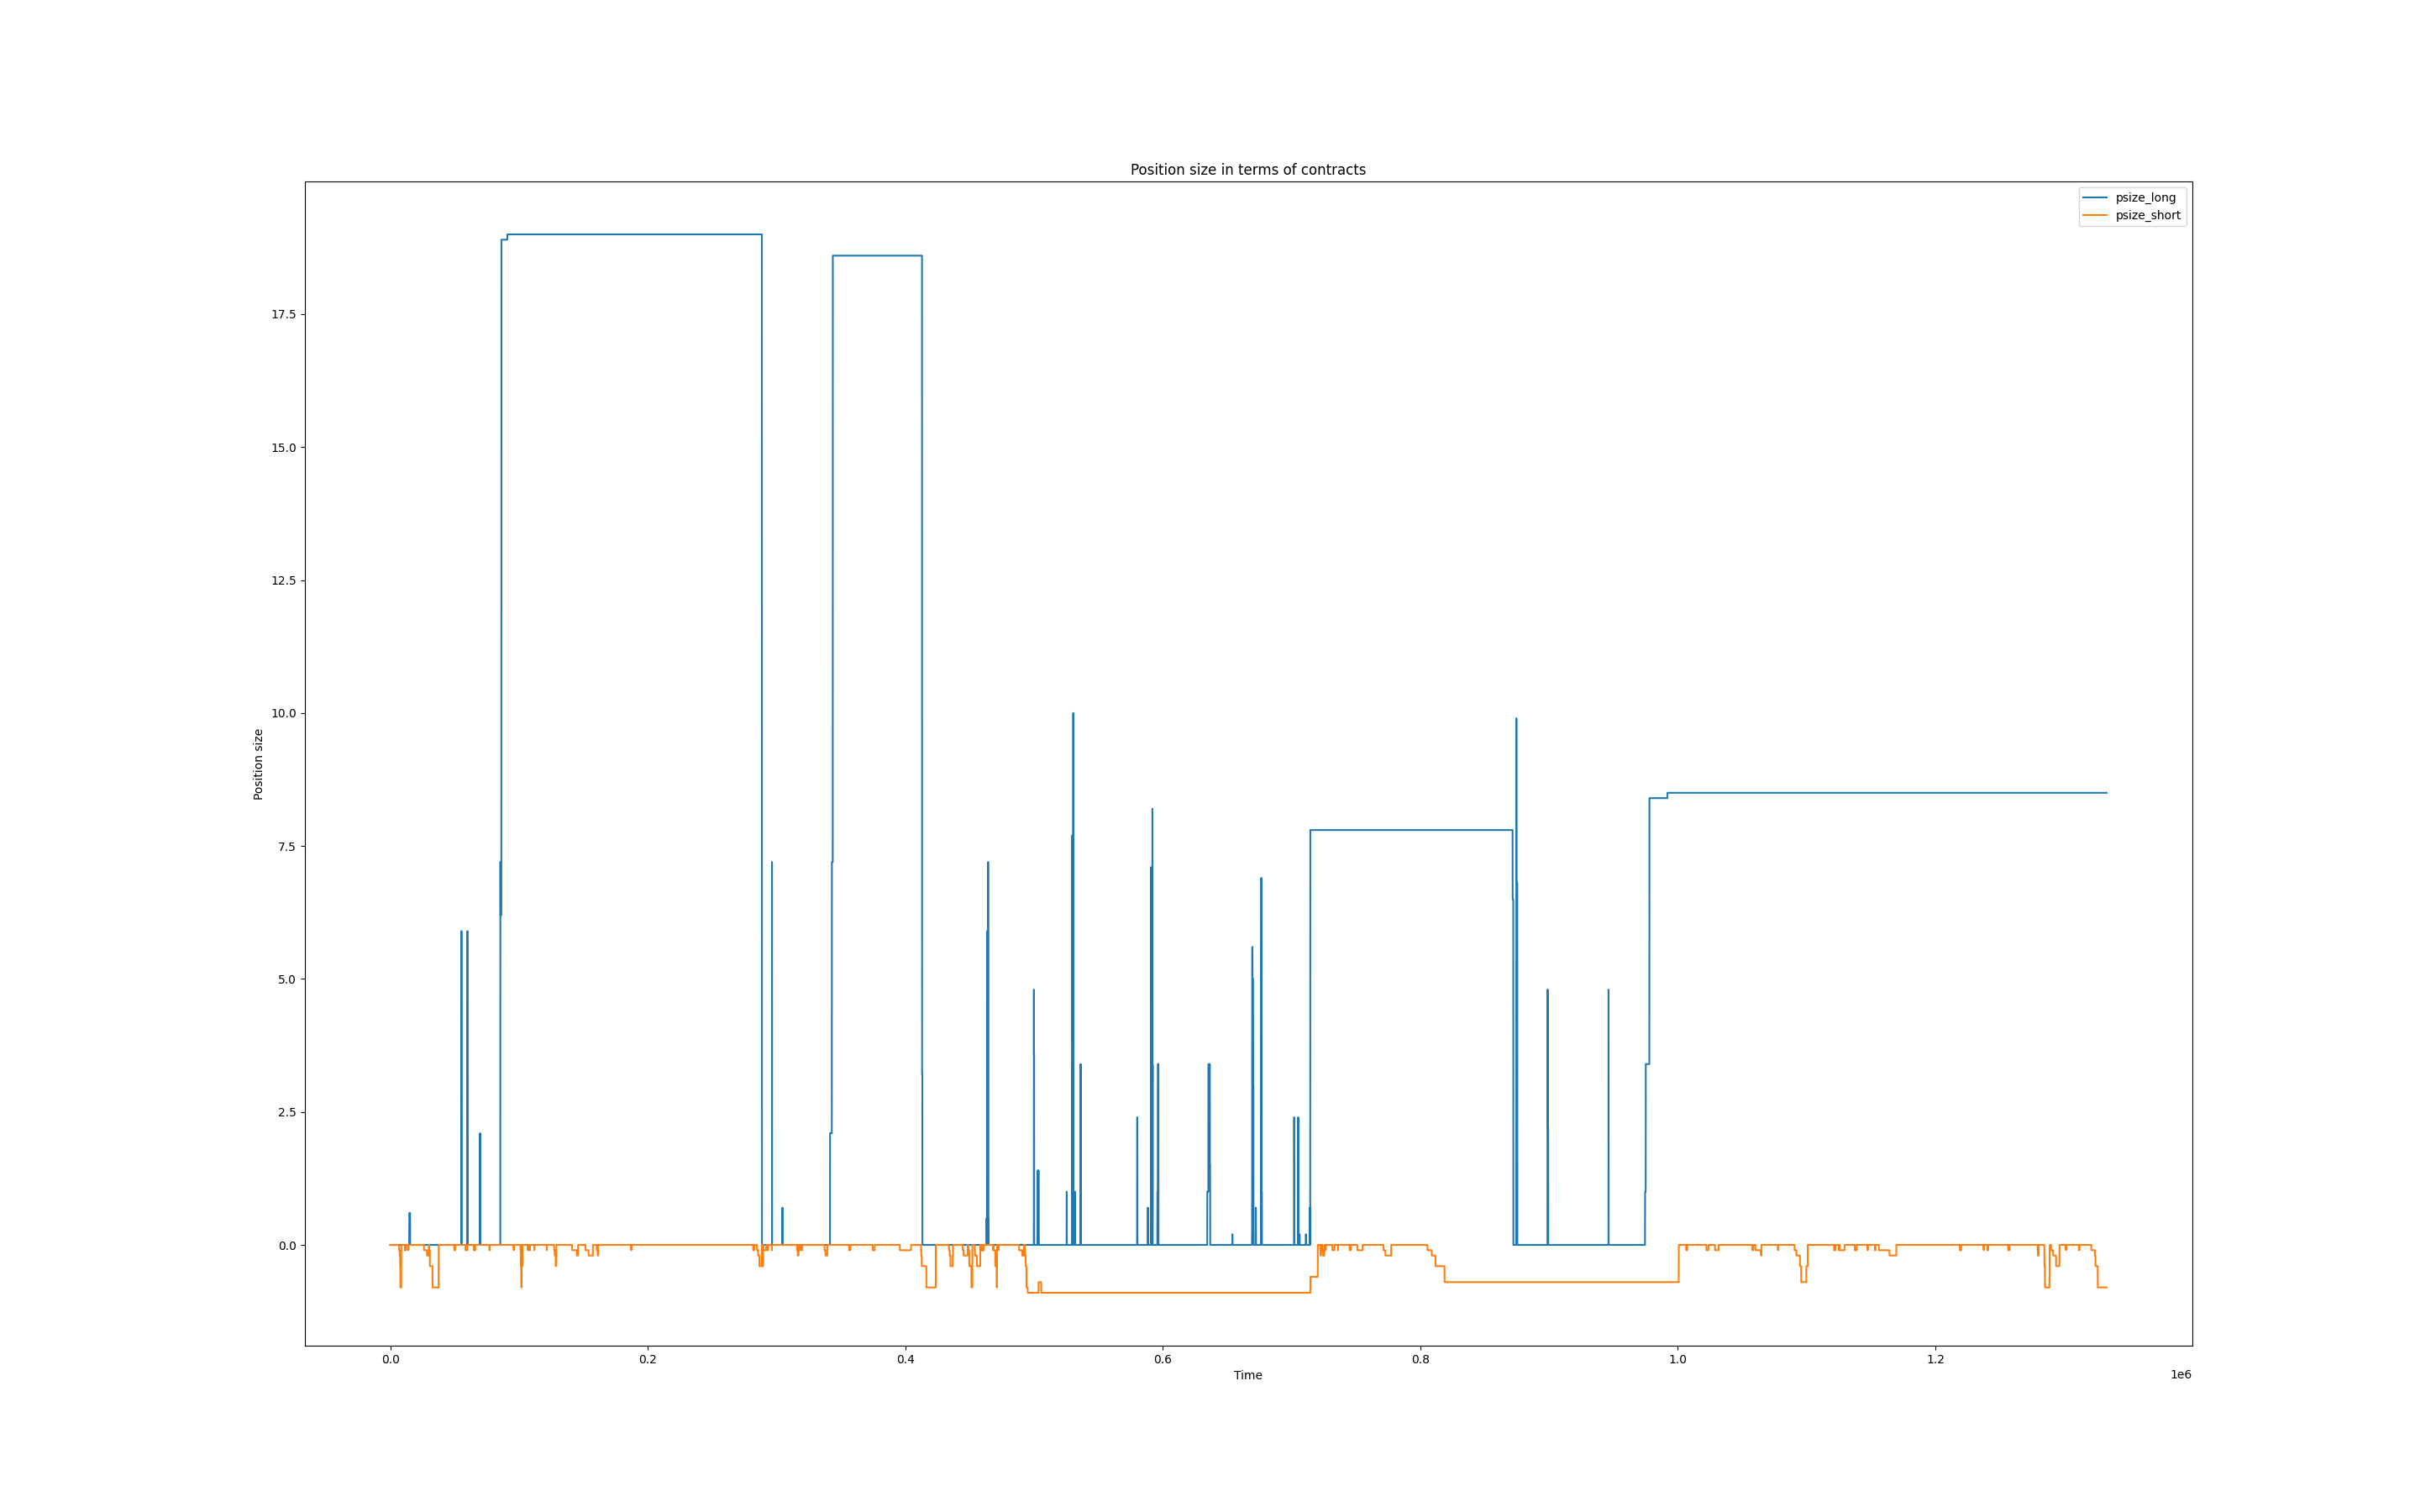 Position size in terms of contracts
psize_long
psize_short
17.5
15.0
12.5
10.0
7.5
5.0
2.5
0.0
Position size
0.0 0.2 0.4 0.6 0.8 1.0 1.2
Time
1e6